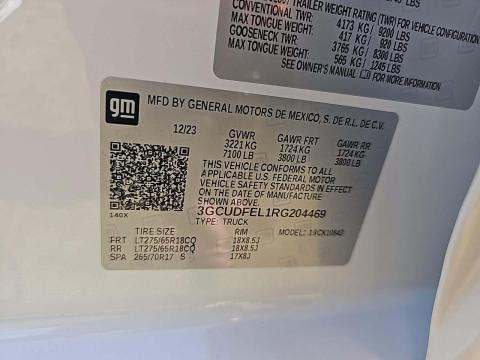 TRAILER WEIGHT RATING (TWR) FOR VEHICLE CONFIGURATION
CONVENTIONAL TWR: 4173 KG / 9200 LBS
MAX TONGUE WEIGHT: 417 KG / 920 LBS
GOOSENECK TWR: 3765 KG / 8300 LBS
MAX TONGUE WEIGHT: 565 KG / 1245 LBS
SEE OWNER'S MANUAL FOR MORE INFORMATION
gm
MFD BY GENERAL MOTORS DE MEXICO, S. DE R.L. DE C.V.
12/23 GVWR GAWR FRT GAWR RR
3221 KG 1724 KG 1724 KG
7100 LB 3800 LB 3800 LB
THIS VEHICLE CONFORMS TO ALL
APPLICABLE U.S. FEDERAL MOTOR
VEHICLE SAFETY STANDARDS IN
EFFECT ON THE DATE OF MANUFACTURE
SHOWN ABOVE.
3GCUDFEL1RG204469
140X TYPE: TRUCK
TIRE SIZE RIM MODEL:
FRT LT275/65R18CQ 18X8.5J
RR LT275/65R18CQ 18X8.5J
SPA 265/70R17 S 17X8J